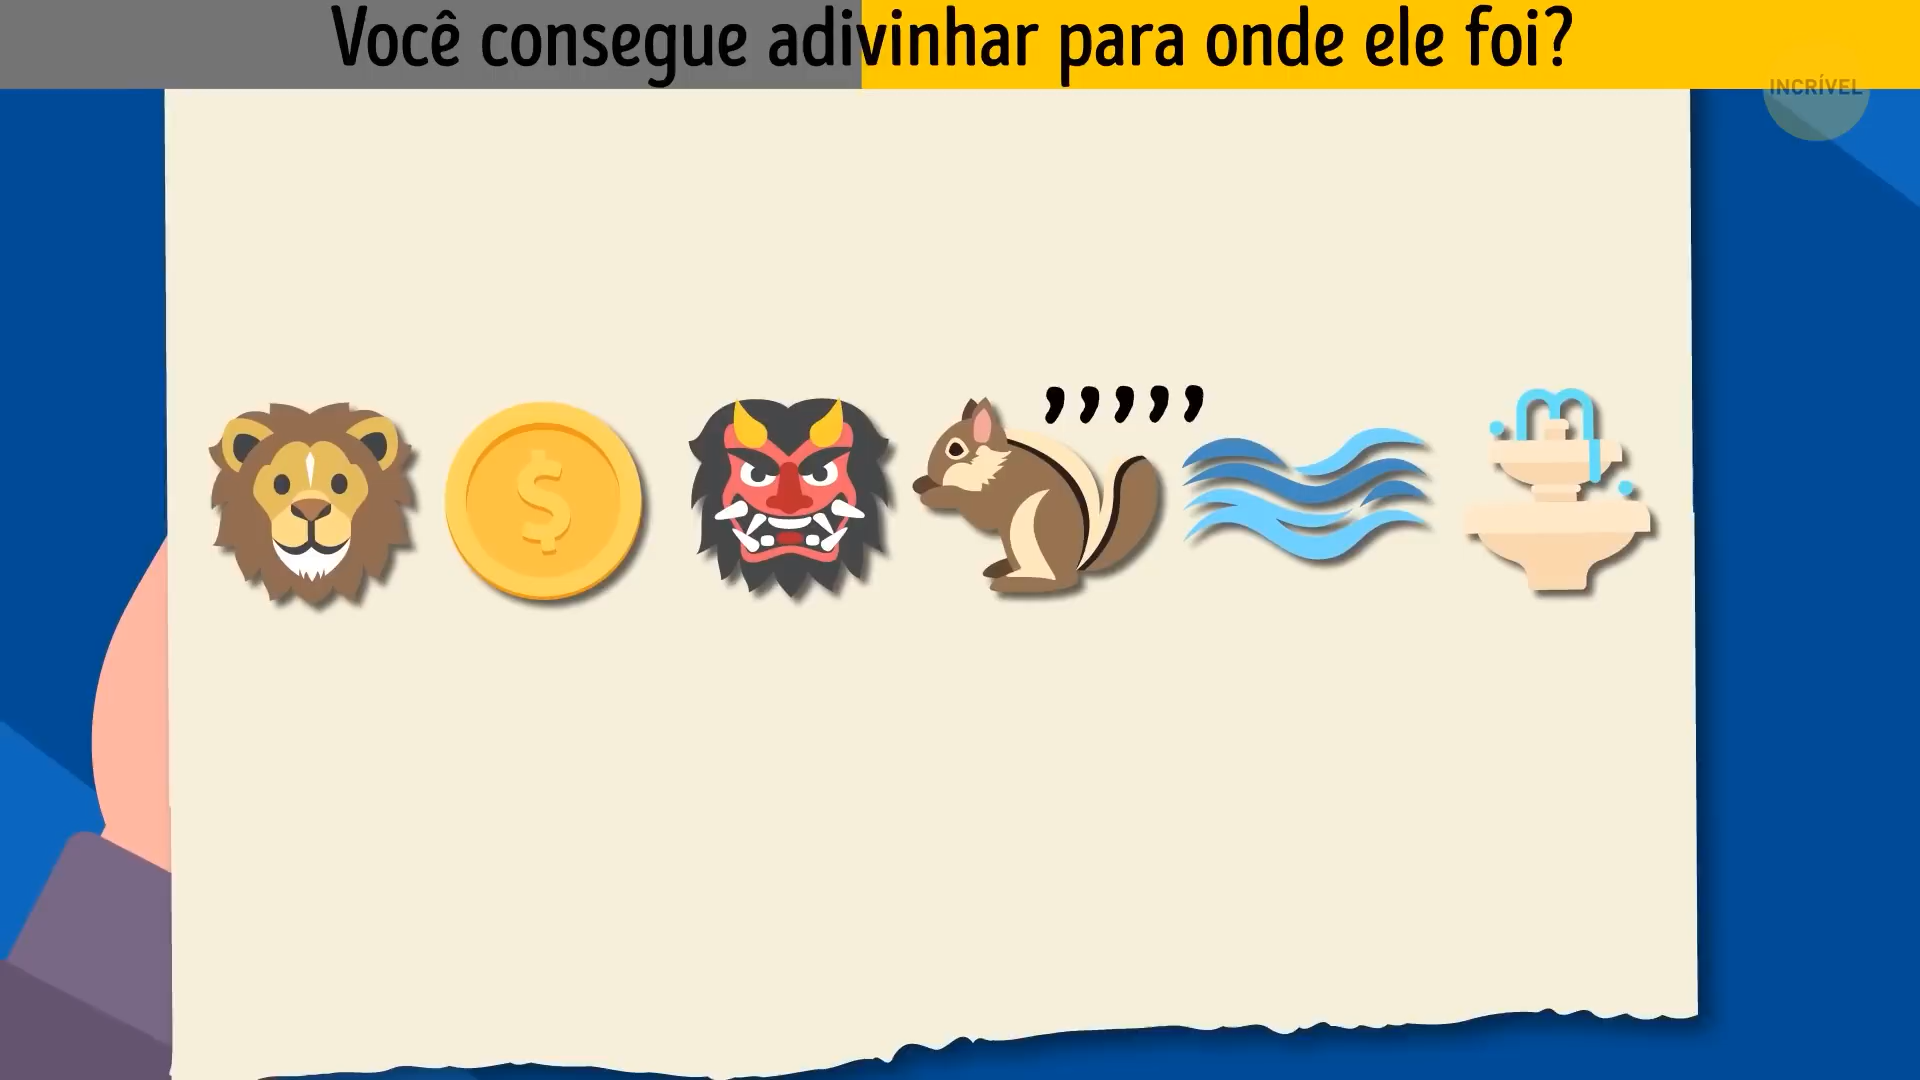 Você consegue adivinhar para onde ele foi?
INCRÍVEL
$
,,,,,